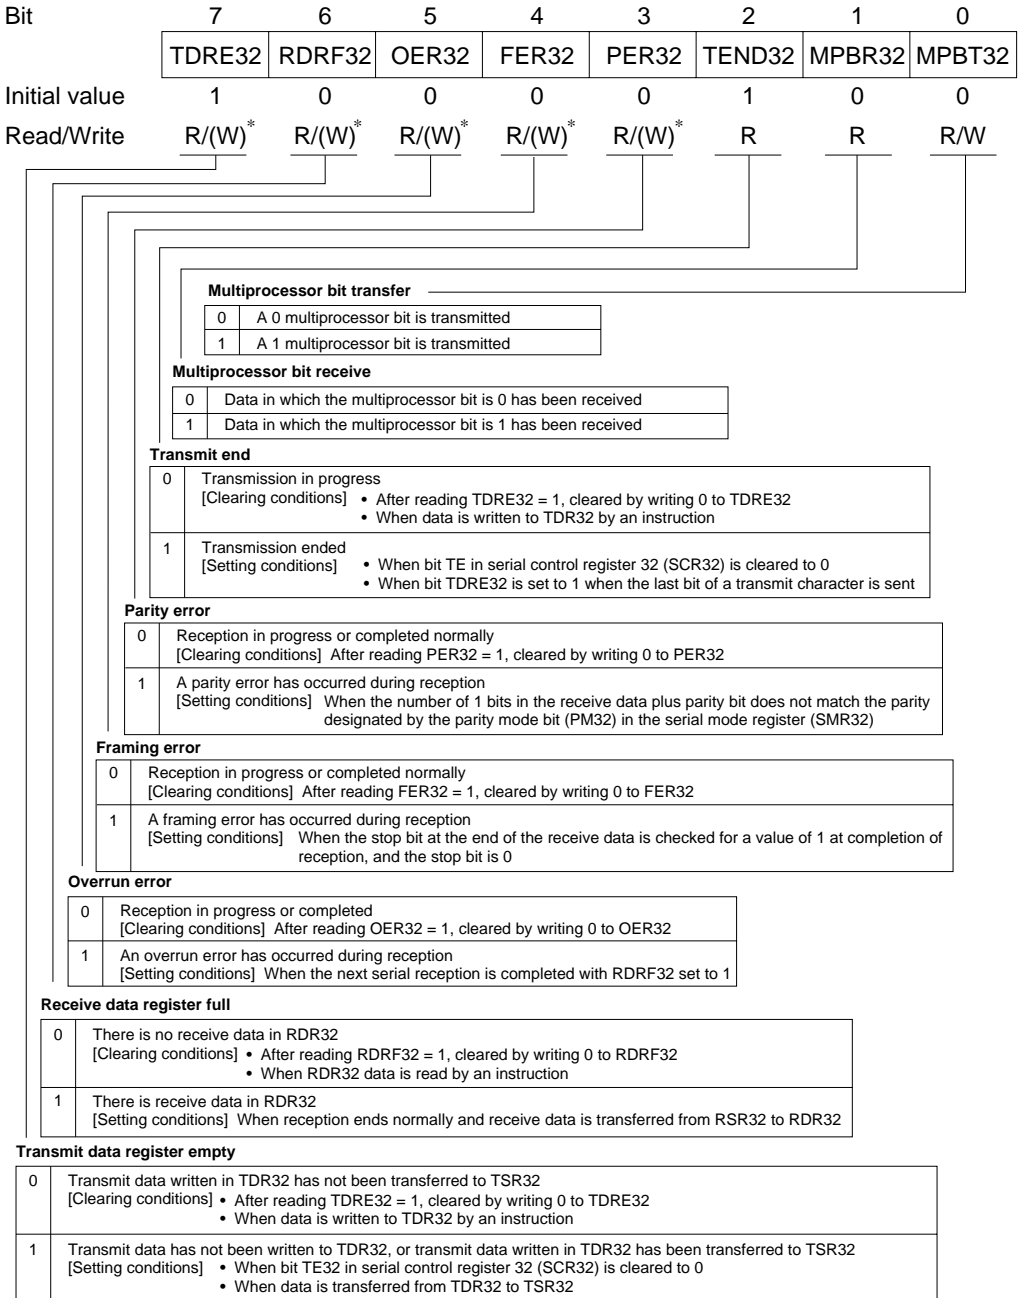 Bit 7 6 5 4 3 2 1 0
TDRE32 RDRF32 OER32 FER32 PER32 TEND32 MPBR32 MPBT32
Initial value 1 0 0 0 0 1 0 0
Read/Write R/(W)* R/(W)* R/(W)* R/(W)* R/(W)* R R R/W
Multiprocessor bit transfer
0 A 0 multiprocessor bit is transmitted
1 A 1 multiprocessor bit is transmitted
Multiprocessor bit receive
0 Data in which the multiprocessor bit is 0 has been received
1 Data in which the multiprocessor bit is 1 has been received
Transmit end
0 Transmission in progress
[Clearing conditions] • After reading TDRE32 = 1, cleared by writing 0 to TDRE32
• When data is written to TDR32 by an instruction
1 Transmission ended
[Setting conditions] • When bit TE in serial control register 32 (SCR32) is cleared to 0
• When bit TDRE32 is set to 1 when the last bit of a transmit character is sent
Parity error
0 Reception in progress or completed normally
[Clearing conditions] After reading PER32 = 1, cleared by writing 0 to PER32
1 A parity error has occurred during reception
[Setting conditions] When the number of 1 bits in the receive data plus parity bit does not match the parity
designated by the parity mode bit (PM32) in the serial mode register (SMR32)
Framing error
0 Reception in progress or completed normally
[Clearing conditions] After reading FER32 = 1, cleared by writing 0 to FER32
1 A framing error has occurred during reception
[Setting conditions] When the stop bit at the end of the receive data is checked for a value of 1 at completion of
reception, and the stop bit is 0
Overrun error
0 Reception in progress or completed
[Clearing conditions] After reading OER32 = 1, cleared by writing 0 to OER32
1 An overrun error has occurred during reception
[Setting conditions] When the next serial reception is completed with RDRF32 set to 1
Receive data register full
0 There is no receive data in RDR32
[Clearing conditions] • After reading RDRF32 = 1, cleared by writing 0 to RDRF32
• When RDR32 data is read by an instruction
1 There is receive data in RDR32
[Setting conditions] When reception ends normally and receive data is transferred from RSR32 to RDR32
Transmit data register empty
0 Transmit data written in TDR32 has not been transferred to TSR32
[Clearing conditions] • After reading TDRE32 = 1, cleared by writing 0 to TDRE32
• When data is written to TDR32 by an instruction
1 Transmit data has not been written to TDR32, or transmit data written in TDR32 has been transferred to TSR32
[Setting conditions] • When bit TE32 in serial control register 32 (SCR32) is cleared to 0
• When data is transferred from TDR32 to TSR32